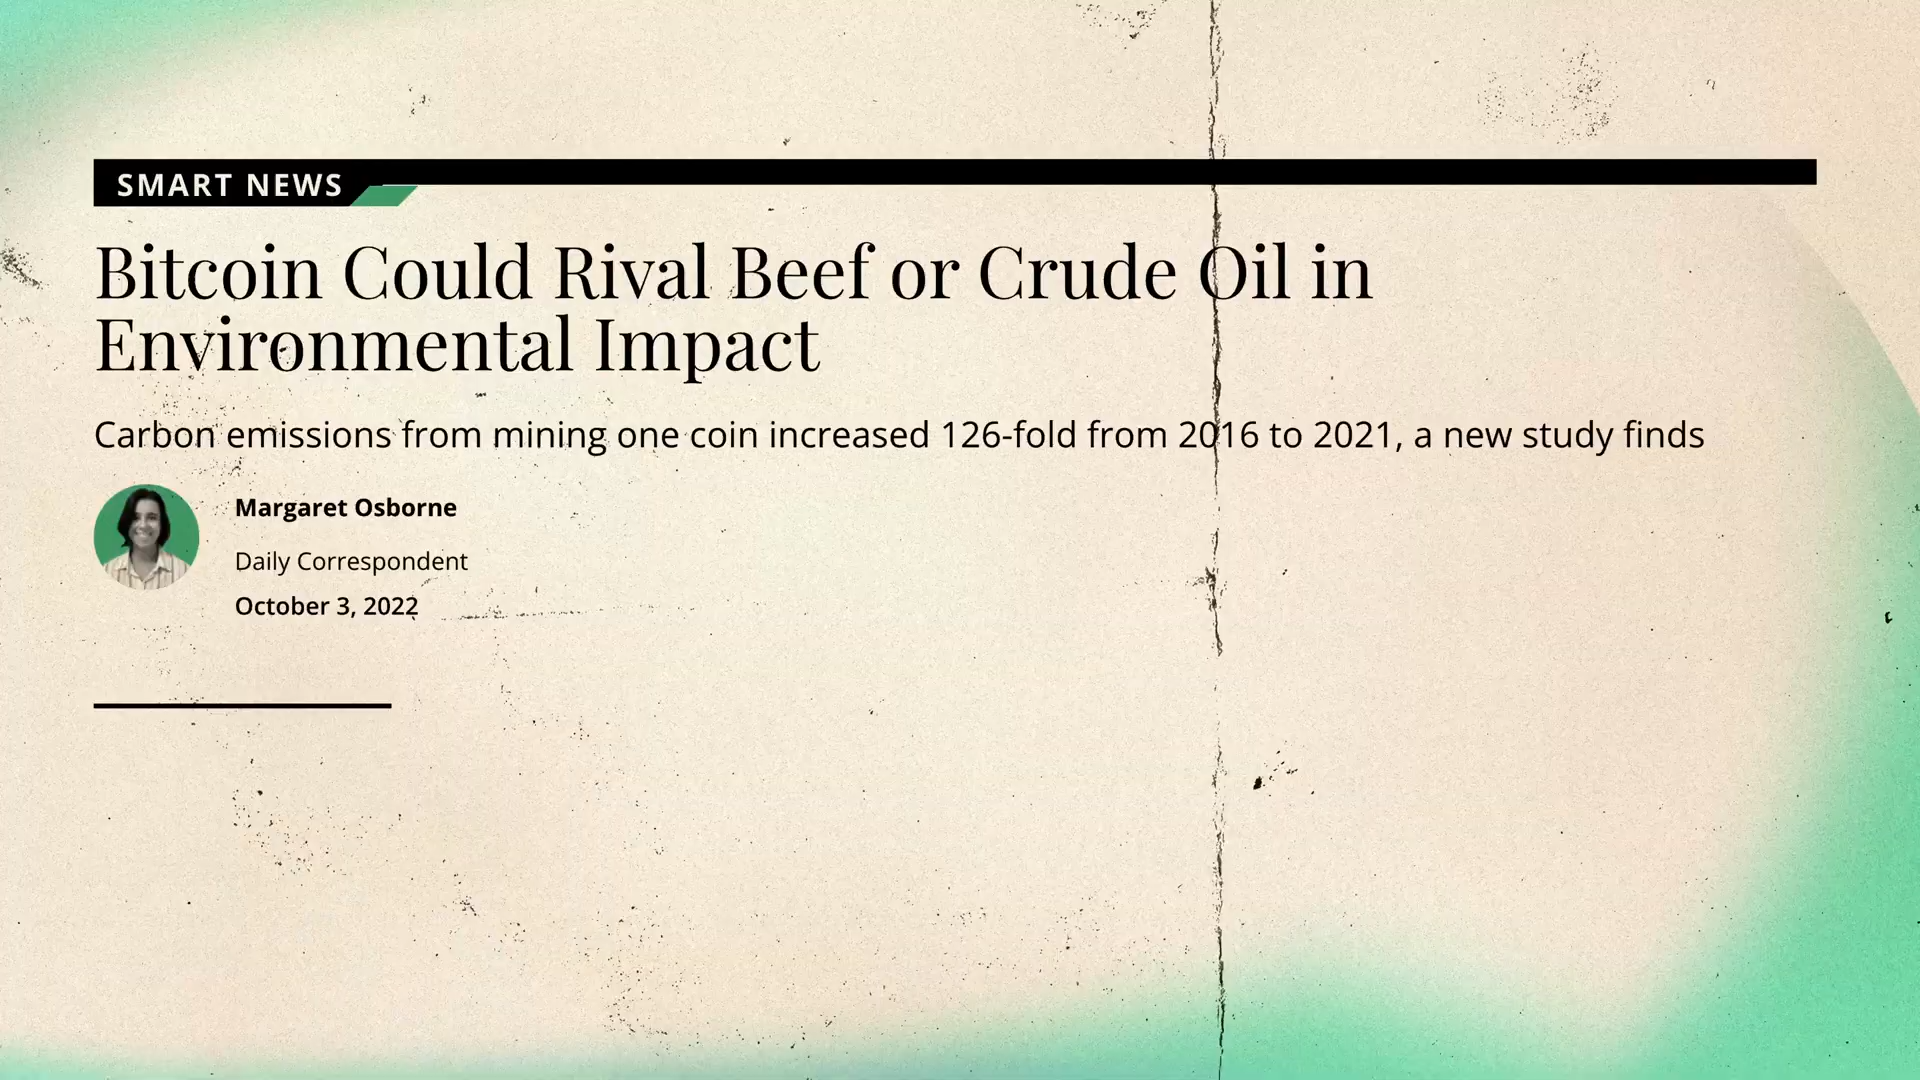 SMART NEWS
Bitcoin Could Rival Beef or Crude Oil in
Environmental Impact
Carbon emissions from mining one coin increased 126-fold from 2016 to 2021, a new study finds
Margaret Osborne
Daily Correspondent
October 3, 2022